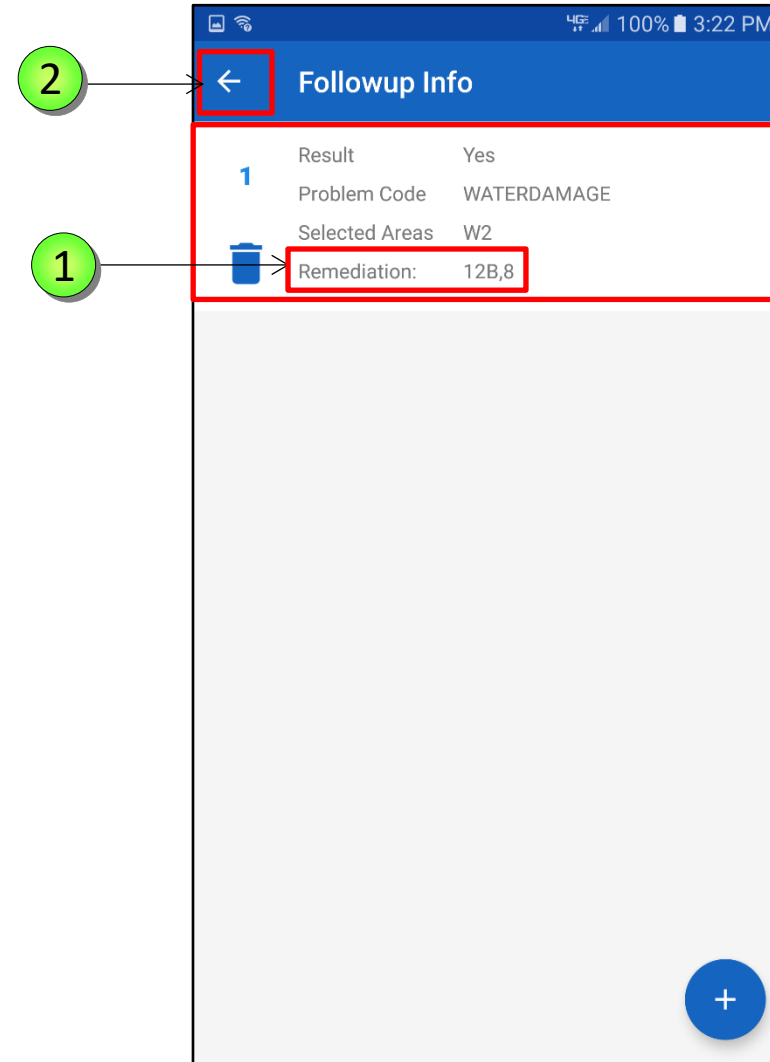 4GE 100% 3:22 PM
2
Followup Info
1 Result Yes
Problem Code WATERDAMAGE
Selected Areas W2
1
Remediation: 12B,8
+